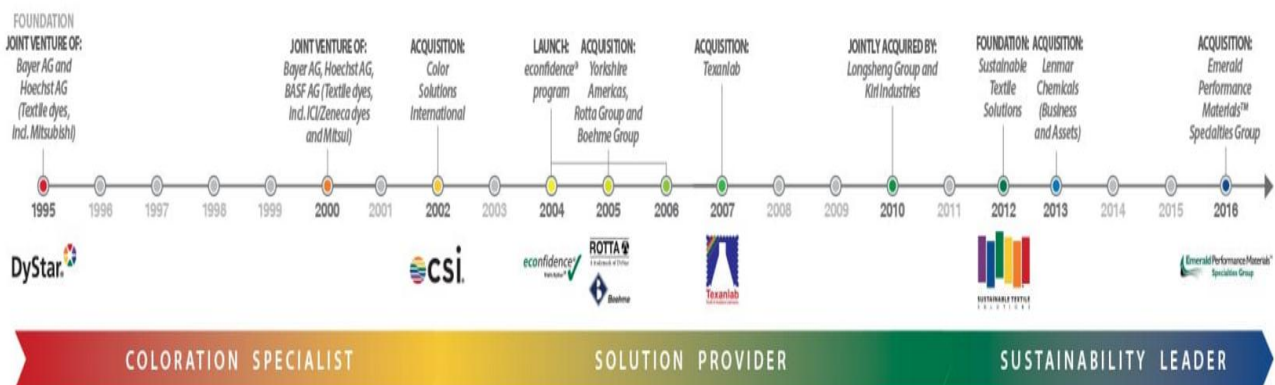 FOUNDATION
JOINT VENTURE OF:
Bayer AG and
Hoechst AG
(Textile dyes,
Incl. Mitsubishi)
JOINT VENTURE OF:
Bayer AG, Hoechst AG,
BASF AG (Textile dyes,
Incl. ICI/Zeneca dyes
and Mitsui)
ACQUISITION:
Color
Solutions
International
LAUNCH:
econfidence®
program
ACQUISITION:
Yorkshire
Americas,
Rotta Group and
Boehme Group
ACQUISITION:
Texanlab
JOINTLY ACQUIRED BY:
Longsheng Group and
Kiri Industries
FOUNDATION:
Sustainable
Textile
Solutions
ACQUISITION:
Lenmar
Chemicals
(Business
and Assets)
ACQUISITION:
Emerald
Performance
Materials™
Specialties Group
1995 1996 1997 1998 1999 2000 2001 2002 2003 2004 2005 2006 2007 2008 2009 2010 2011 2012 2013 2014 2015 2016
DyStar®
csi.
econfidence®
ROTTA
Boehme
Texanlab
SUSTAINABLE TEXTILE
SOLUTIONS
Emerald Performance Materials™
Specialties Group
COLORATION SPECIALIST SOLUTION PROVIDER SUSTAINABILITY LEADER